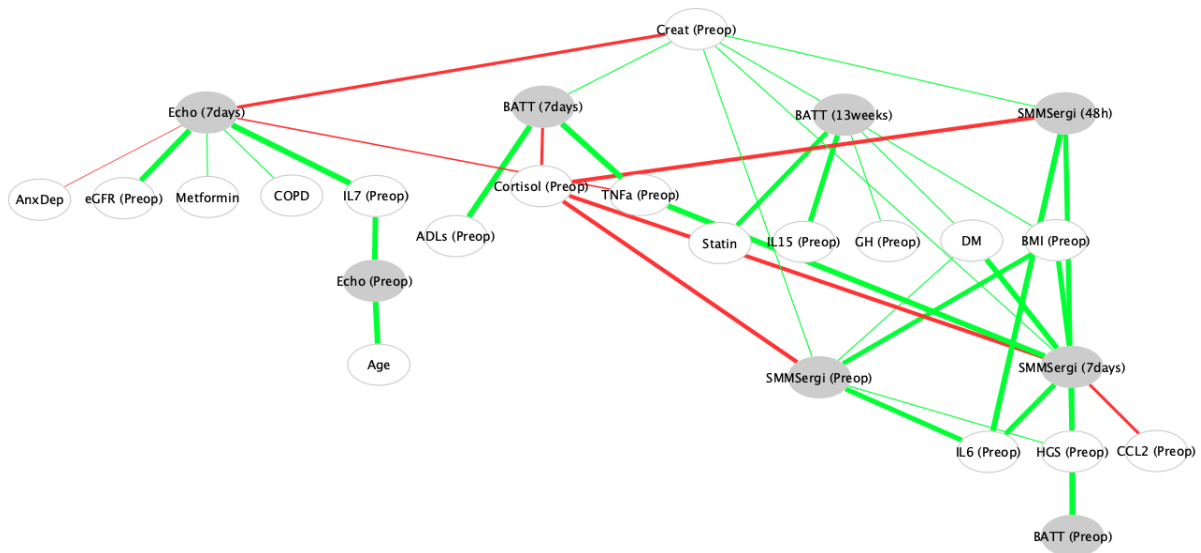 Creat (Preop)
Echo (7days)
BATT (7days)
BATT (13weeks)
SMMSergi (48h)
AnxDep
eGFR (Preop)
Metformin
COPD
IL7 (Preop)
Cortisol (Preop)
TNFa (Preop)
ADLs (Preop)
Statin
IL15 (Preop)
GH (Preop)
DM
BMI (Preop)
Echo (Preop)
Age
SMMSergi (Preop)
SMMSergi (7days)
IL6 (Preop)
HGS (Preop)
CCL2 (Preop)
BATT (Preop)